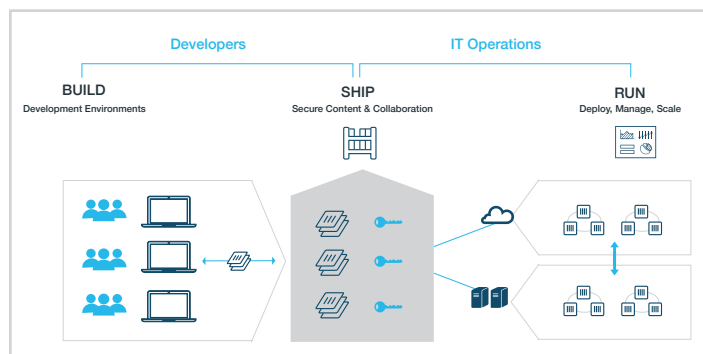 Developers
IT Operations
BUILD
Development Environments
SHIP
Secure Content & Collaboration
RUN
Deploy, Manage, Scale